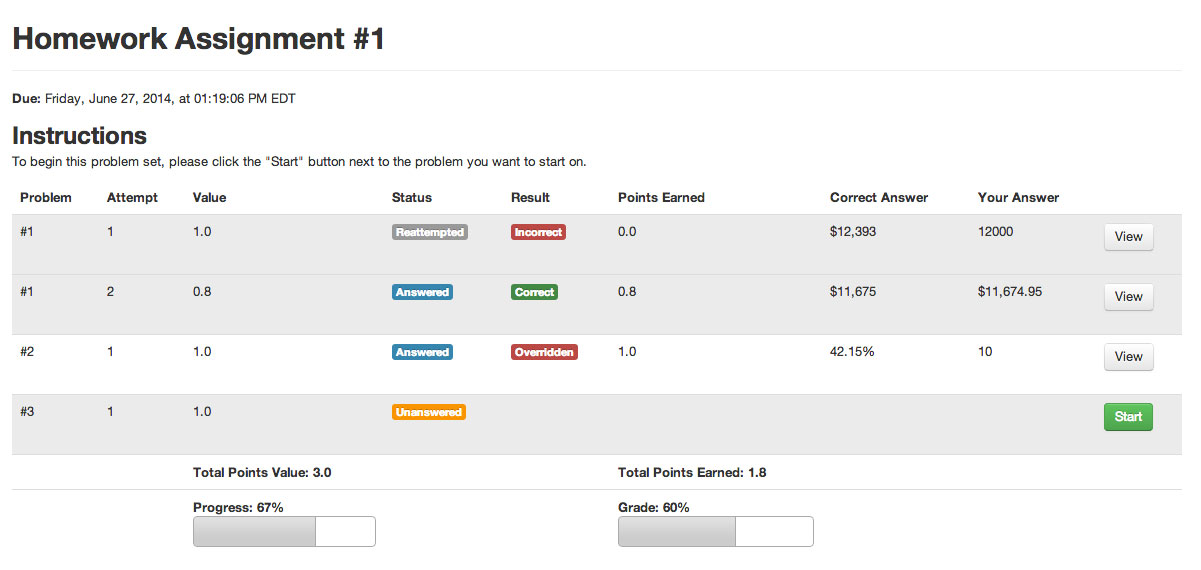 Homework Assignment #1
Due: Friday, June 27, 2014, at 01:19:06 PM EDT
Instructions
To begin this problem set, please click the "Start" button next to the problem you want to start on.
Problem Attempt Value Status Result Points Earned Correct Answer Your Answer
#1 1 1.0 Reattempted Incorrect 0.0 $12,393 12000 View
#1 2 0.8 Answered Correct 0.8 $11,675 $11,674.95 View
#2 1 1.0 Answered Overridden 1.0 42.15% 10 View
#3 1 1.0 Unanswered Start
Total Points Value: 3.0 Total Points Earned: 1.8
Progress: 67% Grade: 60%